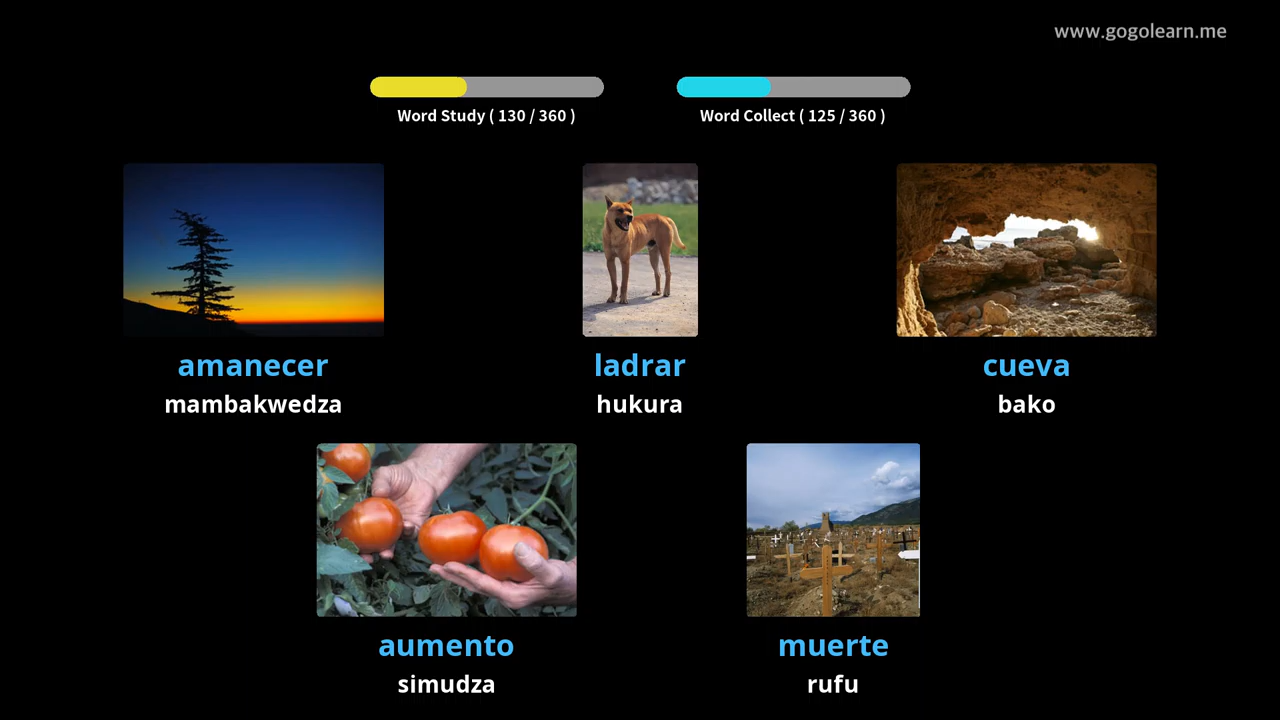 www.gogolearn.me
Word Study ( 130 / 360 )
Word Collect ( 125 / 360 )
amanecer
mambakwedza
ladrar
hukura
cueva
bako
aumento
simudza
muerte
rufu